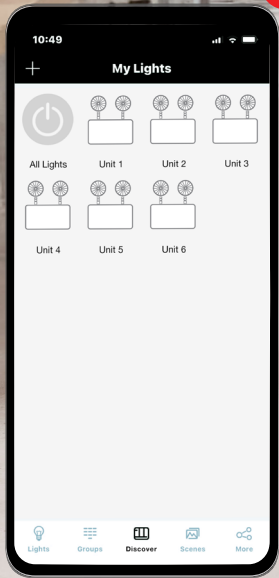 10:49
My Lights
All Lights Unit 1 Unit 2 Unit 3
Unit 4 Unit 5 Unit 6
Lights Groups Discover Scenes More